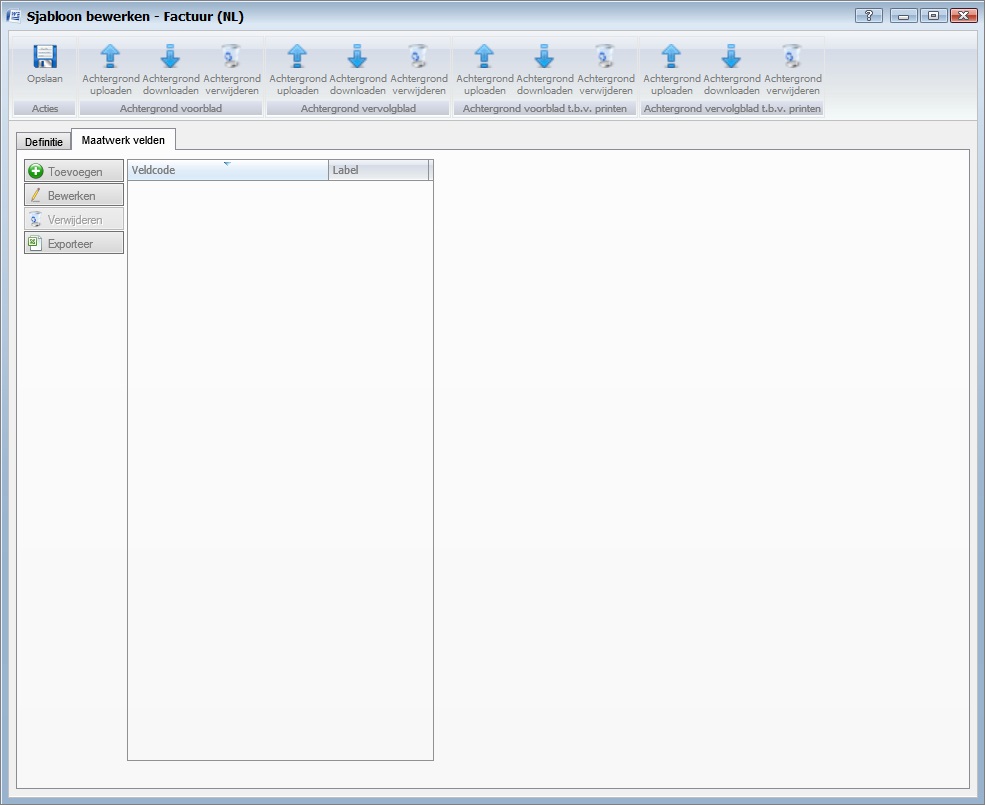 Sjabloon bewerken - Factuur (NL)
?
Opslaan
Achtergrond uploaden
Achtergrond downloaden
Achtergrond verwijderen
Achtergrond uploaden
Achtergrond downloaden
Achtergrond verwijderen
Achtergrond uploaden
Achtergrond downloaden
Achtergrond verwijderen
Achtergrond uploaden
Achtergrond downloaden
Achtergrond verwijderen
Acties
Achtergrond voorblad
Achtergrond vervolgblad
Achtergrond voorblad t.b.v. printen
Achtergrond vervolgblad t.b.v. printen
Definitie
Maatwerk velden
Toevoegen
Bewerken
Verwijderen
Exporteer
Veldcode
Label